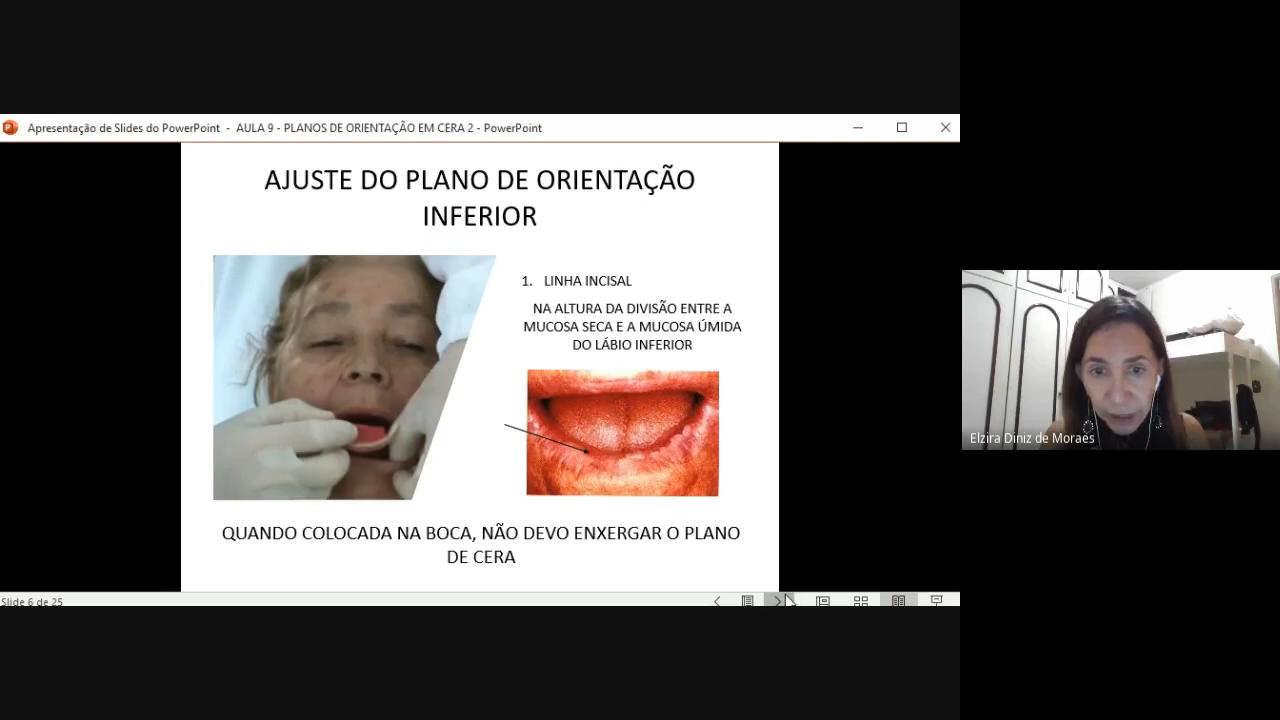 Apresentação de Slides do PowerPoint - AULA 9 - PLANOS DE ORIENTAÇÃO EM CERA 2 - PowerPoint
AJUSTE DO PLANO DE ORIENTAÇÃO
INFERIOR
1. LINHA INCISAL
NA ALTURA DA DIVISÃO ENTRE A
MUCOSA SECA E A MUCOSA ÚMIDA
DO LÁBIO INFERIOR
QUANDO COLOCADA NA BOCA, NÃO DEVO ENXERGAR O PLANO
DE CERA
Slide 6 de 25
Elzira Diniz de Moraes